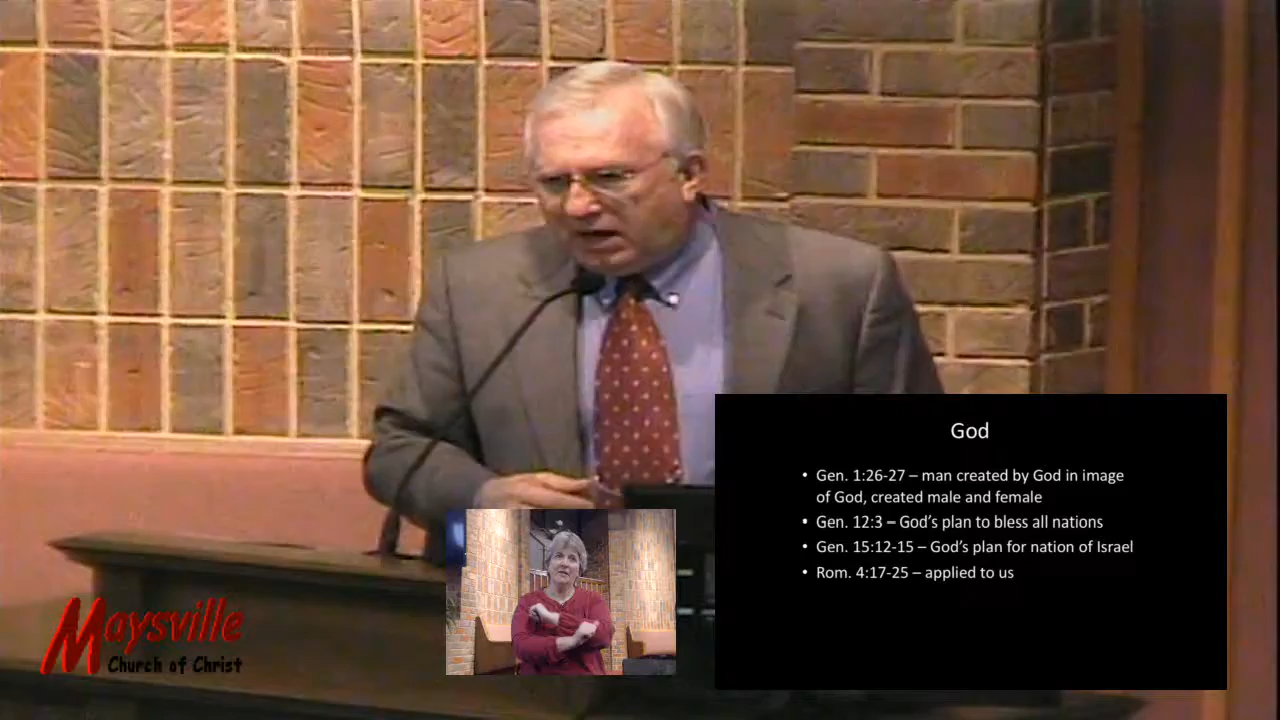 God
• Gen. 1:26-27 – man created by God in image
of God, created male and female
• Gen. 12:3 – God's plan to bless all nations
• Gen. 15:12-15 – God's plan for nation of Israel
• Rom. 4:17-25 – applied to us
Maysville
Church of Christ